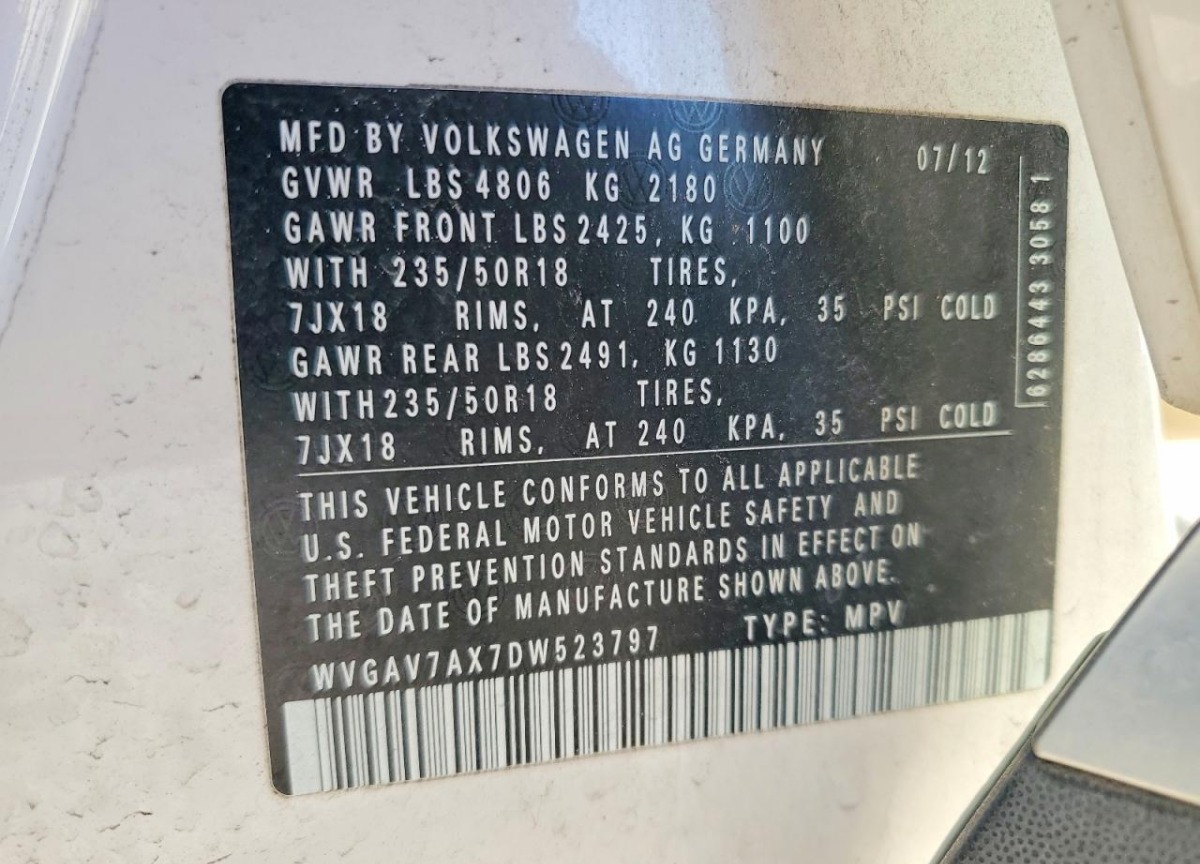 MFD BY VOLKSWAGEN AG GERMANY 07/12
GVWR LBS 4806 KG 2180
GAWR FRONT LBS 2425, KG 1100
WITH 235/50R18 TIRES,
7JX18 RIMS, AT 240 KPA, 35 PSI COLD
GAWR REAR LBS 2491, KG 1130
WITH 235/50R18 TIRES,
7JX18 RIMS, AT 240 KPA, 35 PSI COLD
THIS VEHICLE CONFORMS TO ALL APPLICABLE
U.S. FEDERAL MOTOR VEHICLE SAFETY AND
THEFT PREVENTION STANDARDS IN EFFECT ON
THE DATE OF MANUFACTURE SHOWN ABOVE.
WVGAV7AX7DW523797 TYPE: MPV
6286443 3058 1